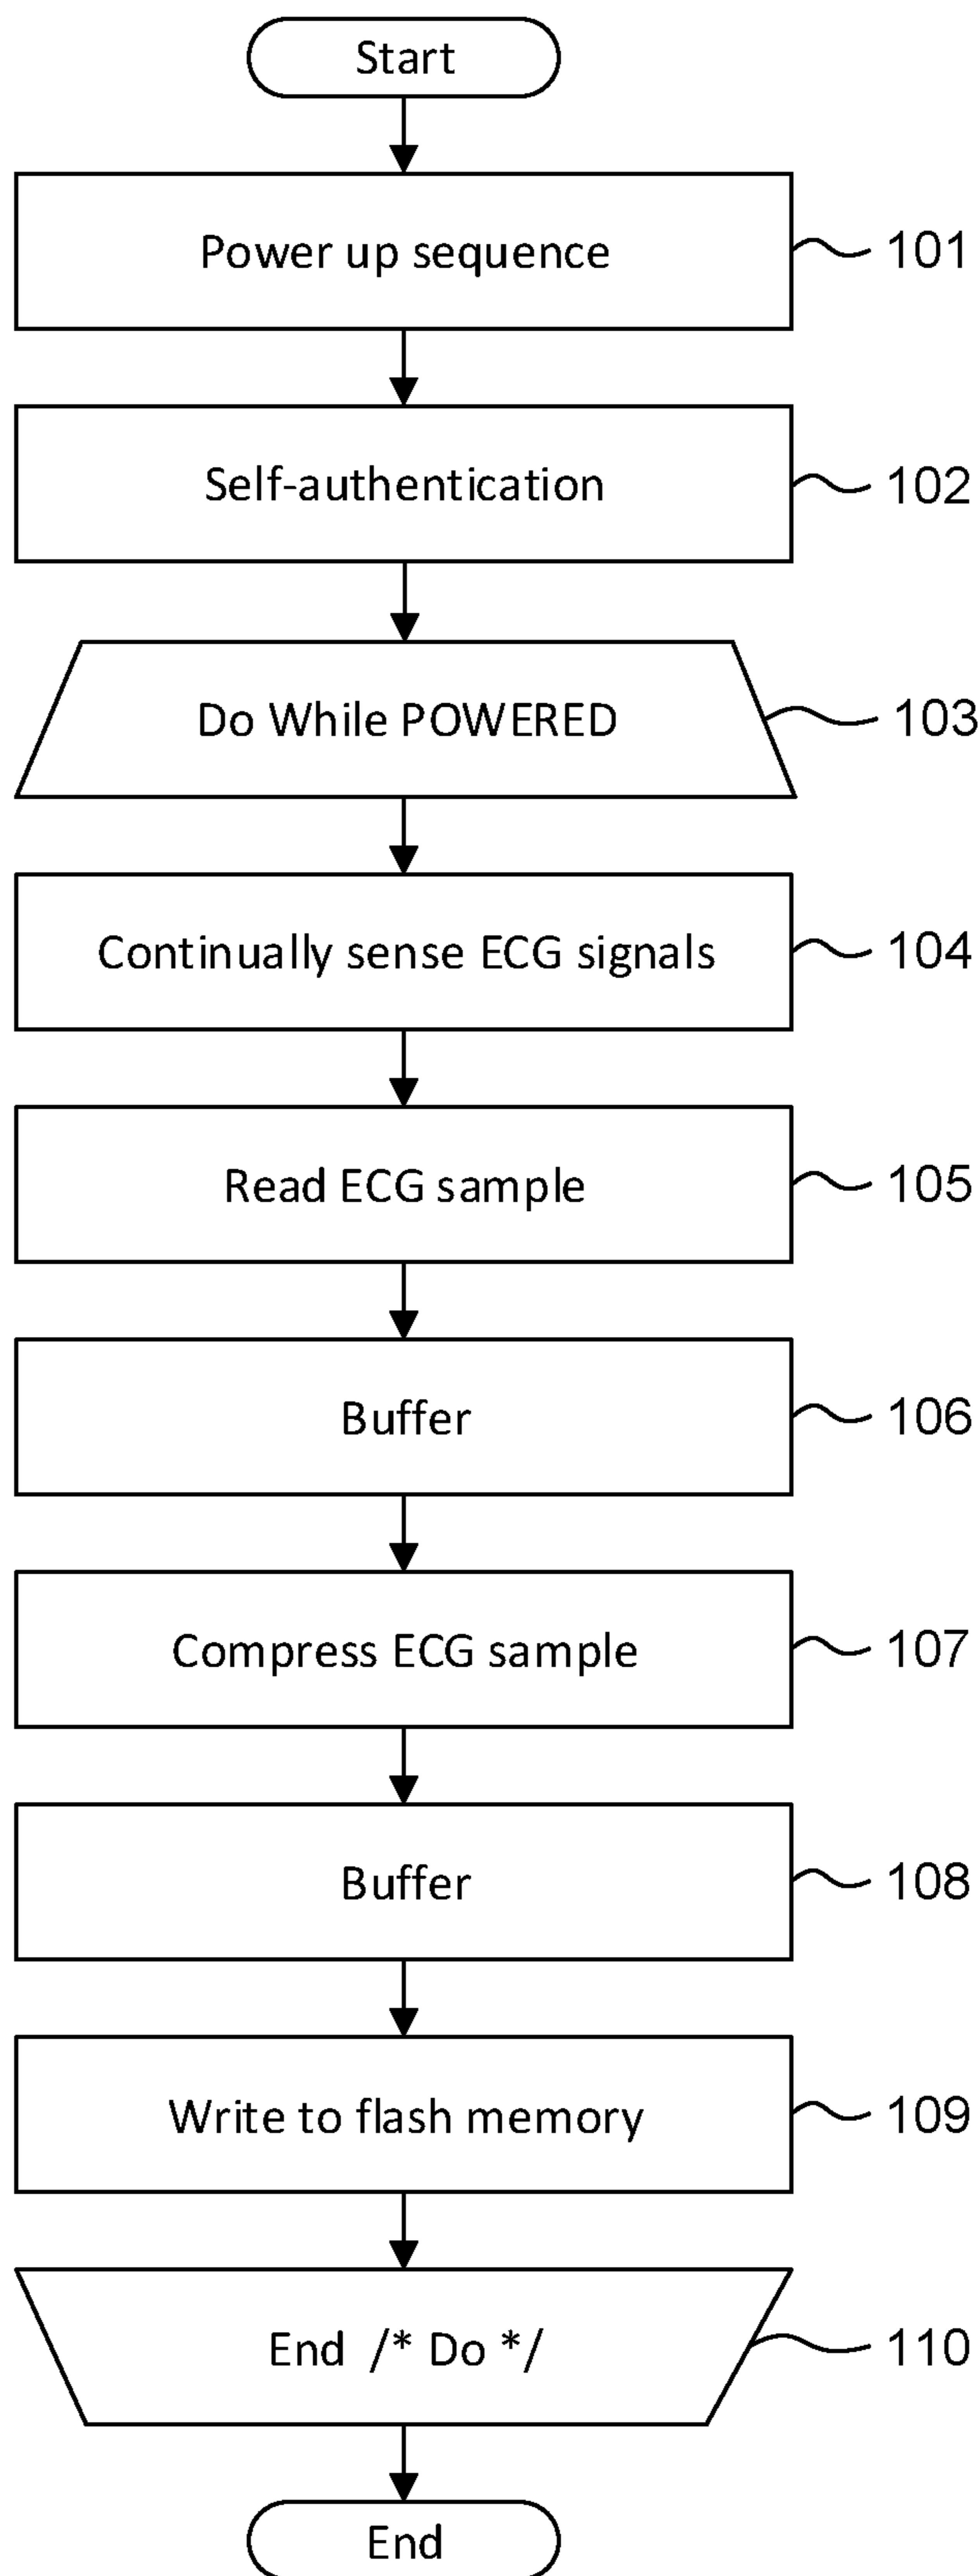 Start
Power up sequence 101
Self-authentication 102
Do While POWERED 103
Continually sense ECG signals 104
Read ECG sample 105
Buffer 106
Compress ECG sample 107
Buffer 108
Write to flash memory 109
End /* Do */ 110
End